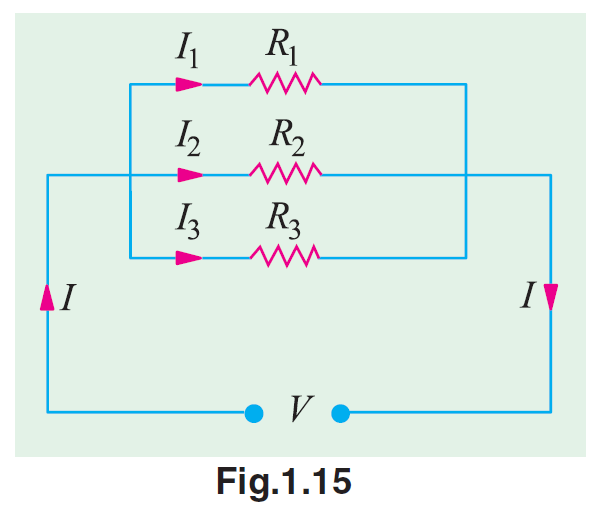 I₁ R₁
I₂ R₂
I₃ R₃
I I
V
Fig.1.15